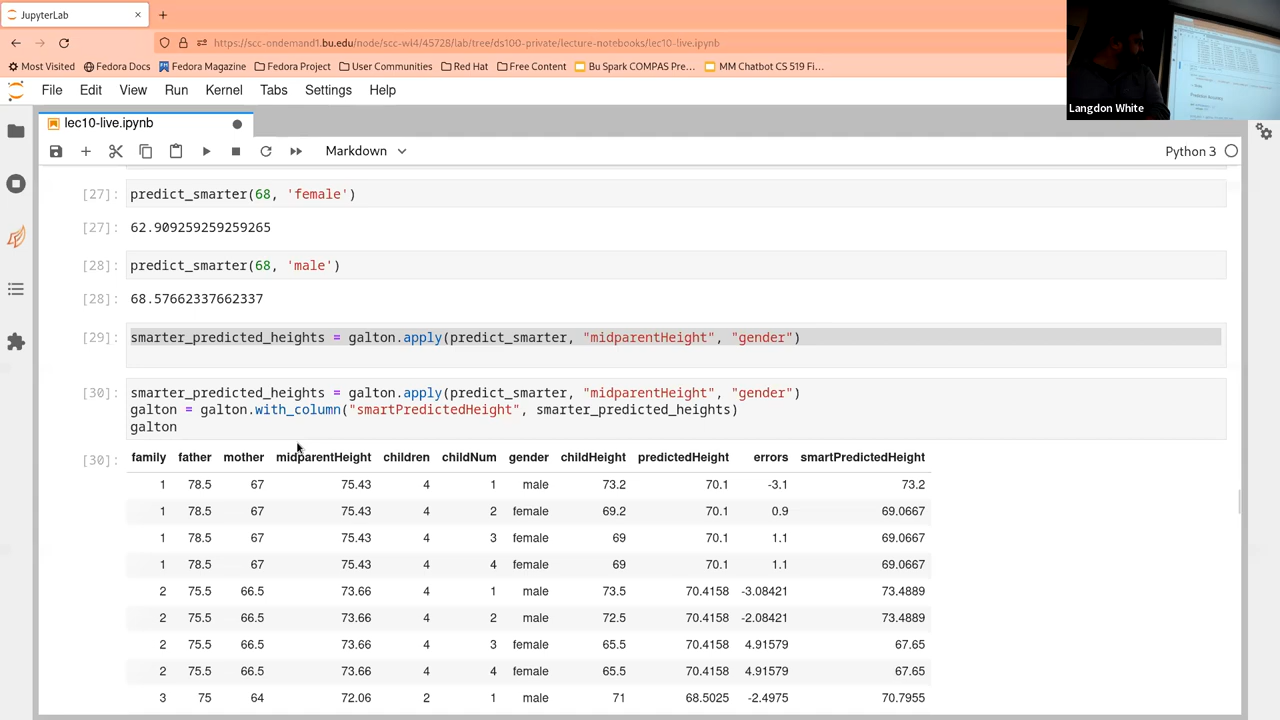 JupyterLab
https://scc-ondemand1.bu.edu/node/scc-wi4/45728/lab/tree/ds100-private/lecture-notebooks/lec10-live.ipynb
Most Visited Fedora Docs Fedora Magazine Fedora Project User Communities Red Hat Free Content Bu Spark COMPAS Pre… MM Chatbot CS 519 Fi…
Langdon White
File Edit View Run Kernel Tabs Settings Help
lec10-live.ipynb
Markdown Python 3
[27]: predict_smarter(68, 'female')
[27]: 62.909259259259265
[28]: predict_smarter(68, 'male')
[28]: 68.57662337662337
[29]: smarter_predicted_heights = galton.apply(predict_smarter, "midparentHeight", "gender")
[30]: smarter_predicted_heights = galton.apply(predict_smarter, "midparentHeight", "gender")
galton = galton.with_column("smartPredictedHeight", smarter_predicted_heights)
galton
[30]: family father mother midparentHeight children childNum gender childHeight predictedHeight errors smartPredictedHeight
1 78.5 67 75.43 4 1 male 73.2 70.1 -3.1 73.2
1 78.5 67 75.43 4 2 female 69.2 70.1 0.9 69.0667
1 78.5 67 75.43 4 3 female 69 70.1 1.1 69.0667
1 78.5 67 75.43 4 4 female 69 70.1 1.1 69.0667
2 75.5 66.5 73.66 4 1 male 73.5 70.4158 -3.08421 73.4889
2 75.5 66.5 73.66 4 2 male 72.5 70.4158 -2.08421 73.4889
2 75.5 66.5 73.66 4 3 female 65.5 70.4158 4.91579 67.65
2 75.5 66.5 73.66 4 4 female 65.5 70.4158 4.91579 67.65
3 75 64 72.06 2 1 male 71 68.5025 -2.4975 70.7955